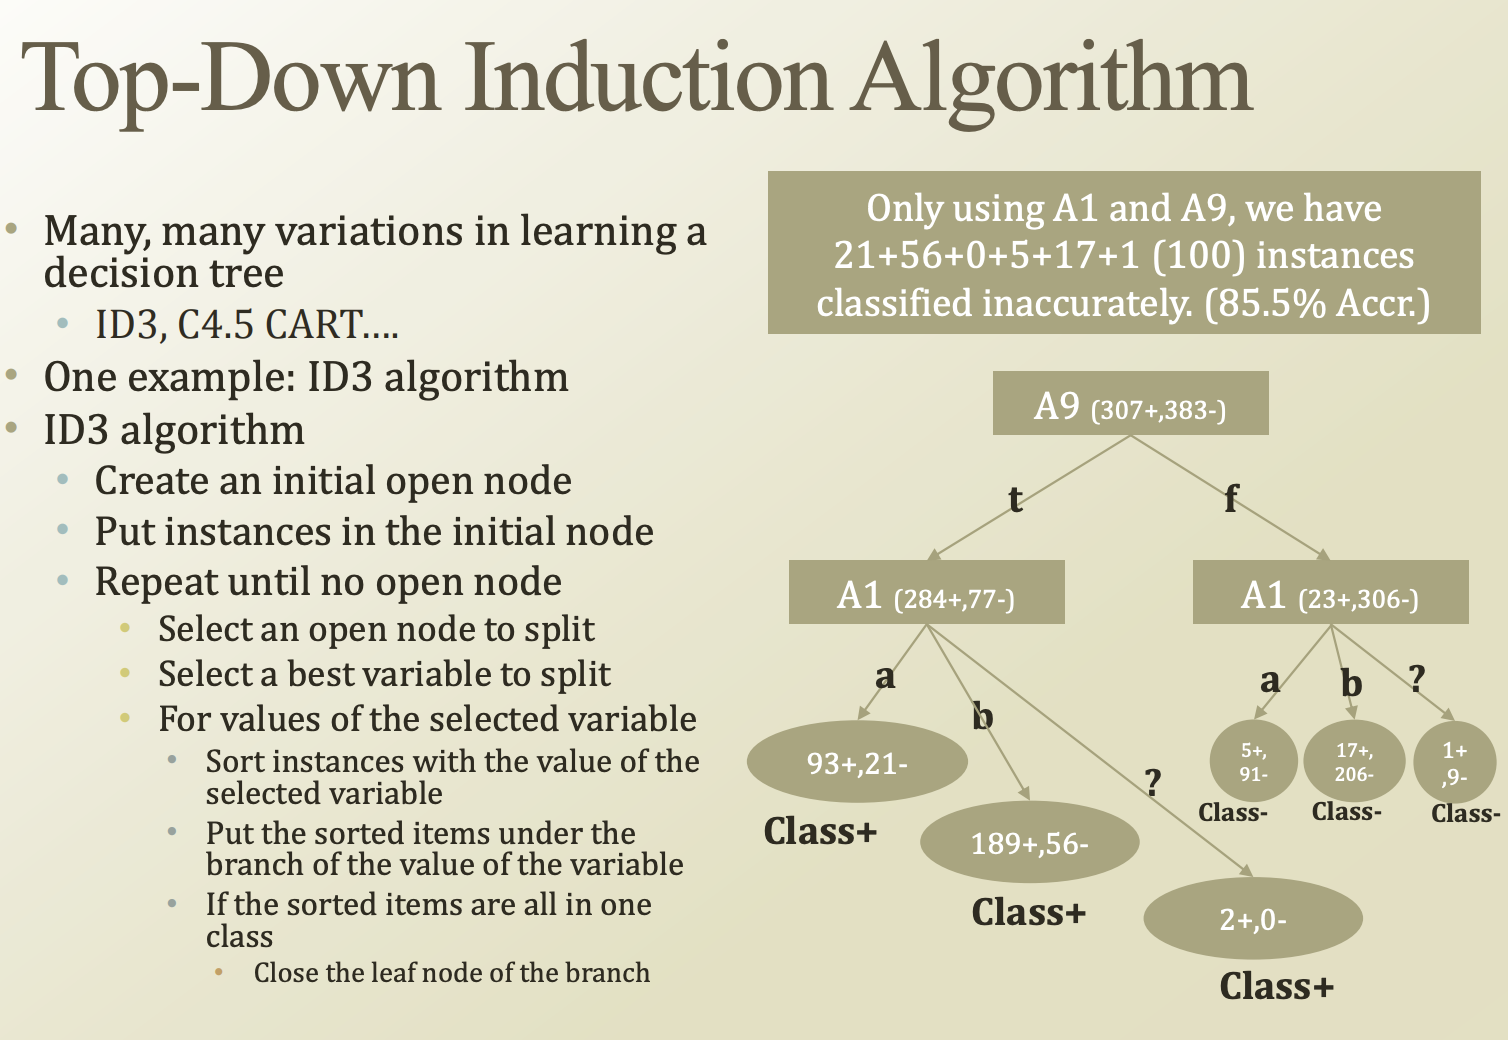 Top-Down Induction Algorithm
• Many, many variations in learning a
decision tree
• ID3, C4.5 CART....
• One example: ID3 algorithm
• ID3 algorithm
• Create an initial open node
• Put instances in the initial node
• Repeat until no open node
• Select an open node to split
• Select a best variable to split
• For values of the selected variable
• Sort instances with the value of the
selected variable
• Put the sorted items under the
branch of the value of the variable
• If the sorted items are all in one
class
• Close the leaf node of the branch
Only using A1 and A9, we have
21+56+0+5+17+1 (100) instances
classified inaccurately. (85.5% Accr.)
A9 (307+,383-)
t
f
A1 (284+,77-)
A1 (23+,306-)
a
b
?
a
b
?
93+,21-
Class+
189+,56-
Class+
2+,0-
Class+
5+,
91-
Class-
17+,
206-
Class-
1+
,9-
Class-